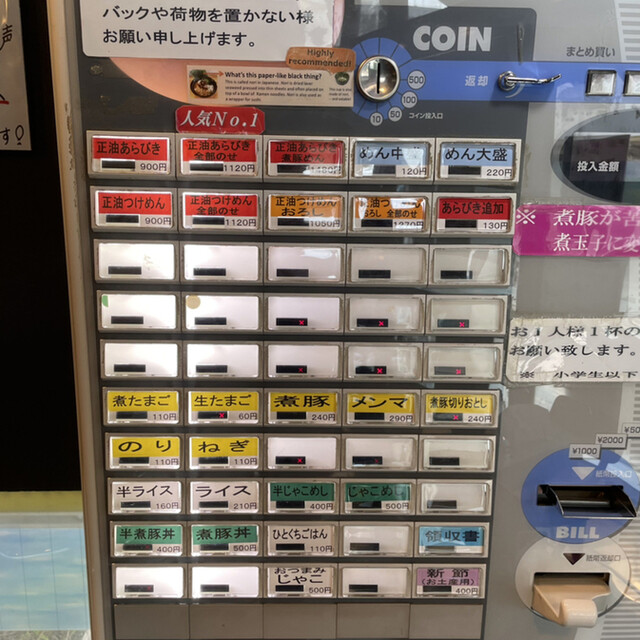 バックや荷物を置かない様
お願い申し上げます。
Highly
recommended!
What's this paper-like black thing?
COIN
まとめ買い
返却
500
100
50
10
コイン投入口
人気No.1
投入金額
正油あらびき
900円
正油あらびき
全部のせ
1120円
正油あらびき
煮豚めん
めん中
120円
めん大盛
220円
正油つけめん
900円
正油つけめん
全部のせ
1120円
正油つけめん
おろし
1050円
おろし 全部のせ
あらびき追加
130円
※ 煮豚が
煮玉子に
お1人様1杯の
お願い致します。
小学生以下
煮たまご
110円
生たまご
60円
煮豚
240円
メンマ
290円
煮豚切りおとし
240円
のり
110円
ねぎ
110円
半ライス
160円
ライス
210円
半じゃこめし
400円
じゃこめし
500円
半煮豚丼
400円
煮豚丼
500円
ひとくちごはん
110円
領収書
おつまみ
じゃこ
500円
新節
(お土産用)
400円
¥2000
¥1000
BILL